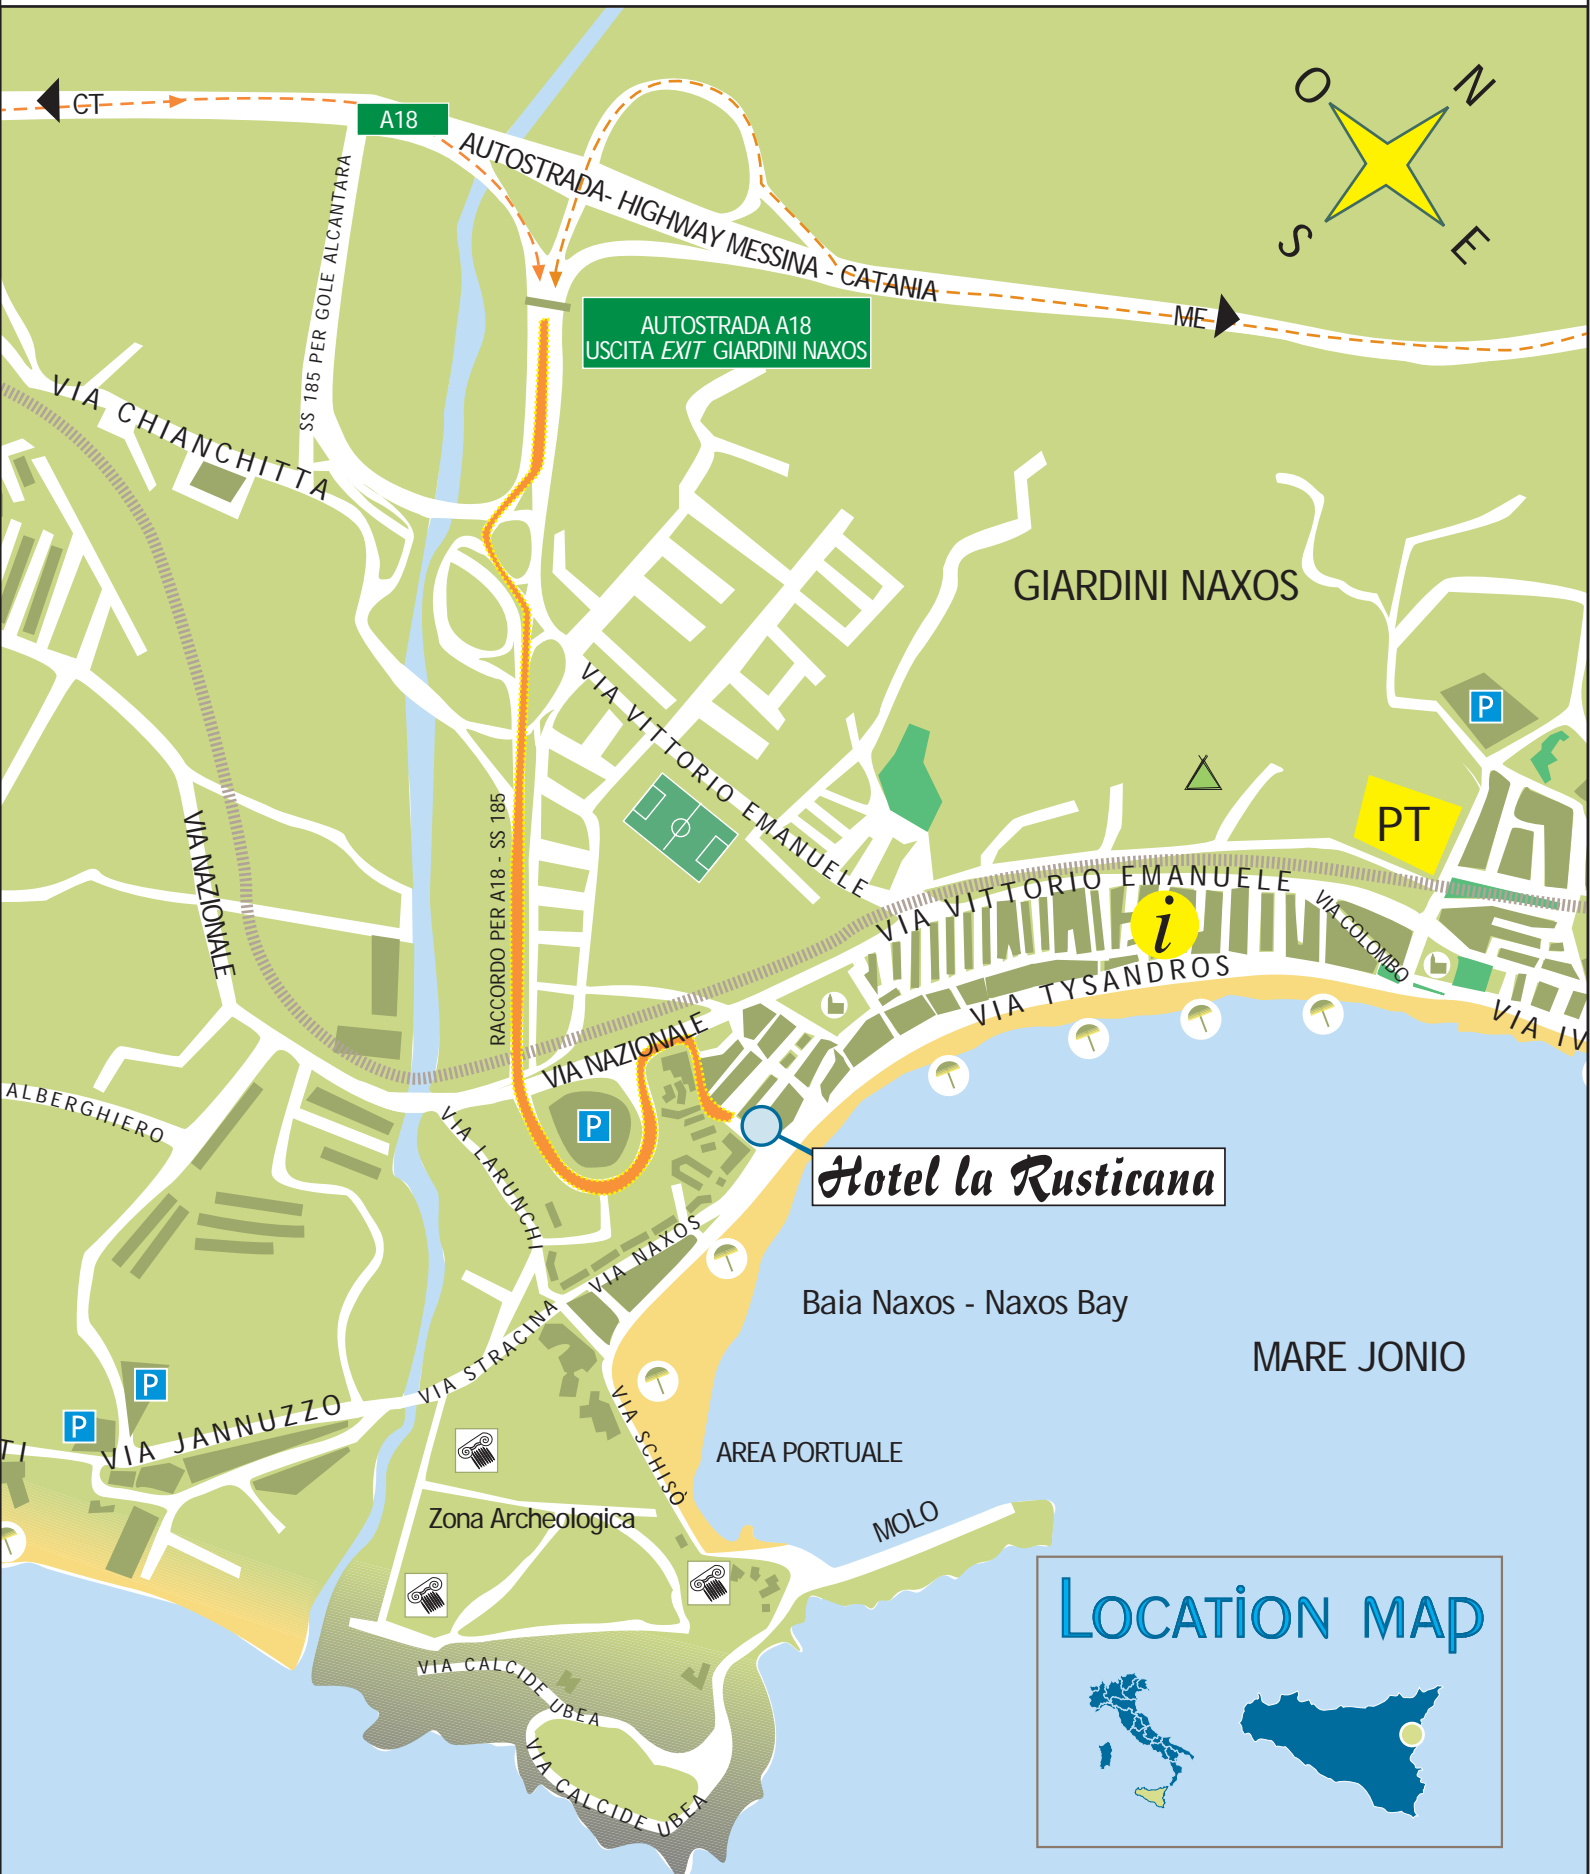 CT
A18
O
N
S
E
AUTOSTRADA- HIGHWAY MESSINA - CATANIA
ME
SS 185 PER GOLE ALCANTARA
AUTOSTRADA A18
USCITA EXIT GIARDINI NAXOS
VIA CHIANCHITTA
GIARDINI NAXOS
VIA VITTORIO EMANUELE
P
PT
RACCORDO PER A18 - SS 185
VIA NAZIONALE
VIA VITTORIO EMANUELE
i
VIA COLOMBO
VIA TYSANDROS
VIA IV
VIA NAZIONALE
ALBERGHIERO
P
VIA LARUNCHI
Hotel la Rusticana
VIA NAXOS
Baia Naxos - Naxos Bay
MARE JONIO
VIA STRACINA
P
P
TI
VIA JANNUZZO
VIA SCHISÒ
AREA PORTUALE
Zona Archeologica
MOLO
LOCATiON MAP
VIA CALCIDE UBEA
VIA CALCIDE UBEA